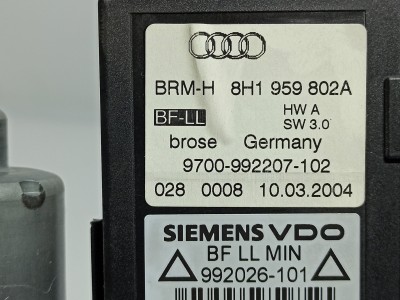 BRM-H 8H1 959 802A
BF-LL HW A
SW 3.0
brose Germany
9700-992207-102
028 0008 10.03.2004
SIEMENS VDO
BF LL MIN
992026-101